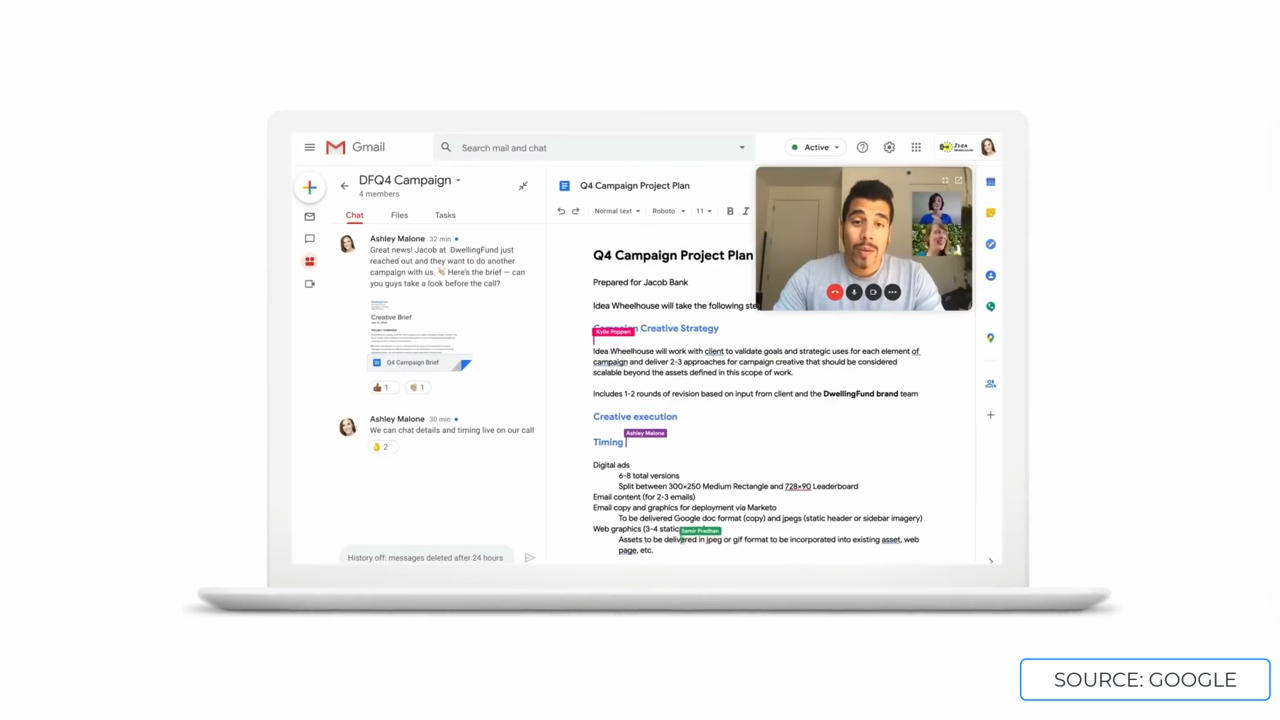 Gmail
Search mail and chat
Active
DFQ4 Campaign
4 members
Chat
Files
Tasks
Ashley Malone 32 min
Great news! Jacob at DwellingFund just
reached out and they want to do another
campaign with us. 👋🏼 Here's the brief — can
you guys take a look before the call?
Creative Brief
Q4 Campaign Brief
👍🏾 1
👋🏼 1
Ashley Malone 30 min
We can chat details and timing live on our call
👌 2
History off: messages deleted after 24 hours
Q4 Campaign Project Plan
Normal text
Roboto
11
B
I
Q4 Campaign Project Plan
Prepared for Jacob Bank
Idea Wheelhouse will take the following
Creative Strategy
Kylie Poppen
Idea Wheelhouse will work with client to validate goals and strategic uses for each element of
campaign and deliver 2-3 approaches for campaign creative that should be considered
scalable beyond the assets defined in this scope of work.
Includes 1-2 rounds of revision based on input from client and the DwellingFund brand team
Creative execution
Ashley Malone
Timing
Digital ads
6-8 total versions
Split between 300×250 Medium Rectangle and 728×90 Leaderboard
Email content (for 2-3 emails)
Email copy and graphics for deployment via Marketo
To be delivered Google doc format (copy) and jpegs (static header or sidebar imagery)
Web graphics (3-4 static
Samir Pradhan
Assets to be delivered in jpeg or gif format to be incorporated into existing asset, web
page, etc.
SOURCE: GOOGLE